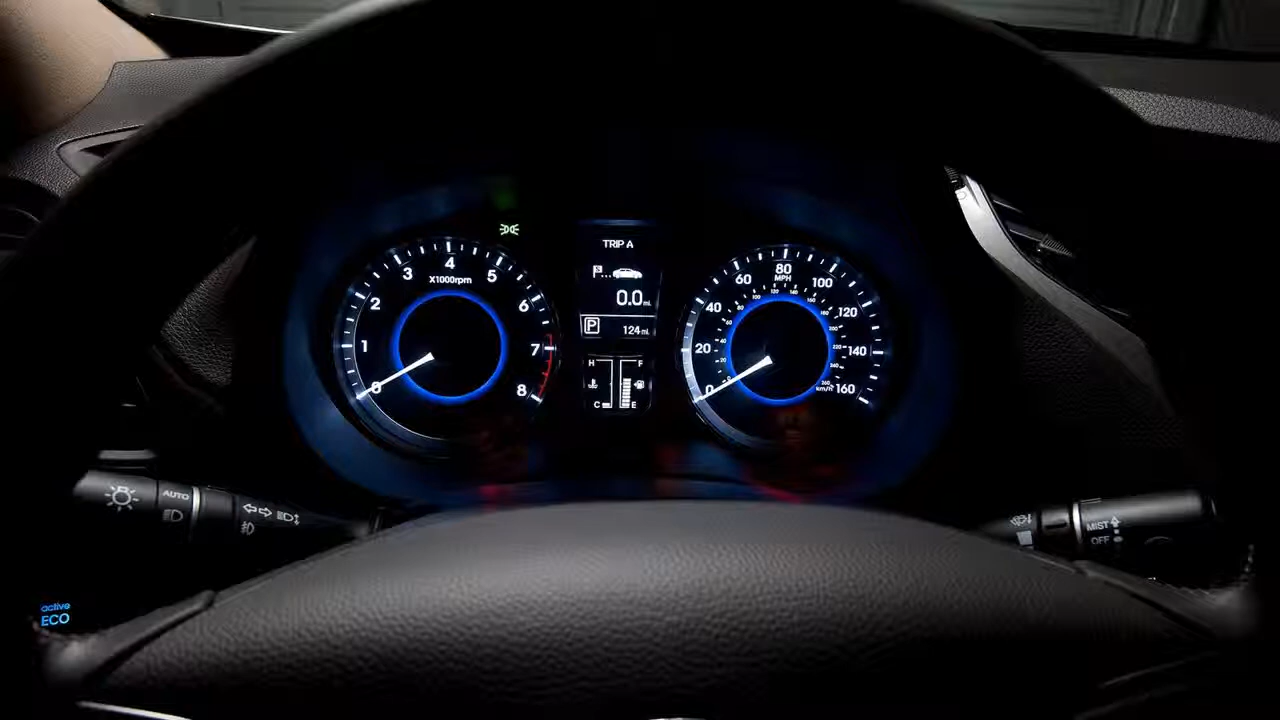 TRIP A
0.0 mi
P
124 mi
H F
C E
4
3 5
X1000rpm
2 6
1 7
0 8
80
MPH
60 100
40 120
20 140
0 160
km/h
AUTO
MIST
OFF
active
ECO